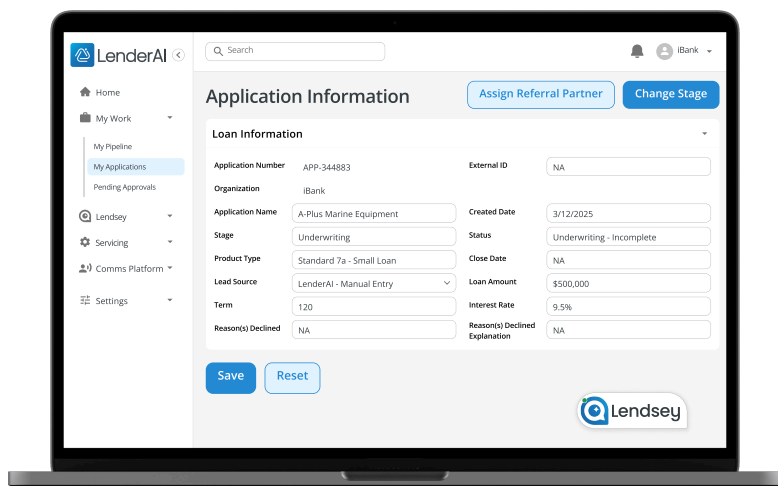 LenderAI
Search
iBank
Home
My Work
My Pipeline
My Applications
Pending Approvals
Lendsey
Servicing
Comms Platform
Settings
Application Information
Assign Referral Partner
Change Stage
Loan Information
Application Number APP-344883 External ID NA
Organization iBank
Application Name A-Plus Marine Equipment Created Date 3/12/2025
Stage Underwriting Status Underwriting - Incomplete
Product Type Standard 7a - Small Loan Close Date NA
Lead Source LenderAI - Manual Entry Loan Amount $500,000
Term 120 Interest Rate 9.5%
Reason(s) Declined NA Reason(s) Declined
Explanation NA
Save Reset
Lendsey